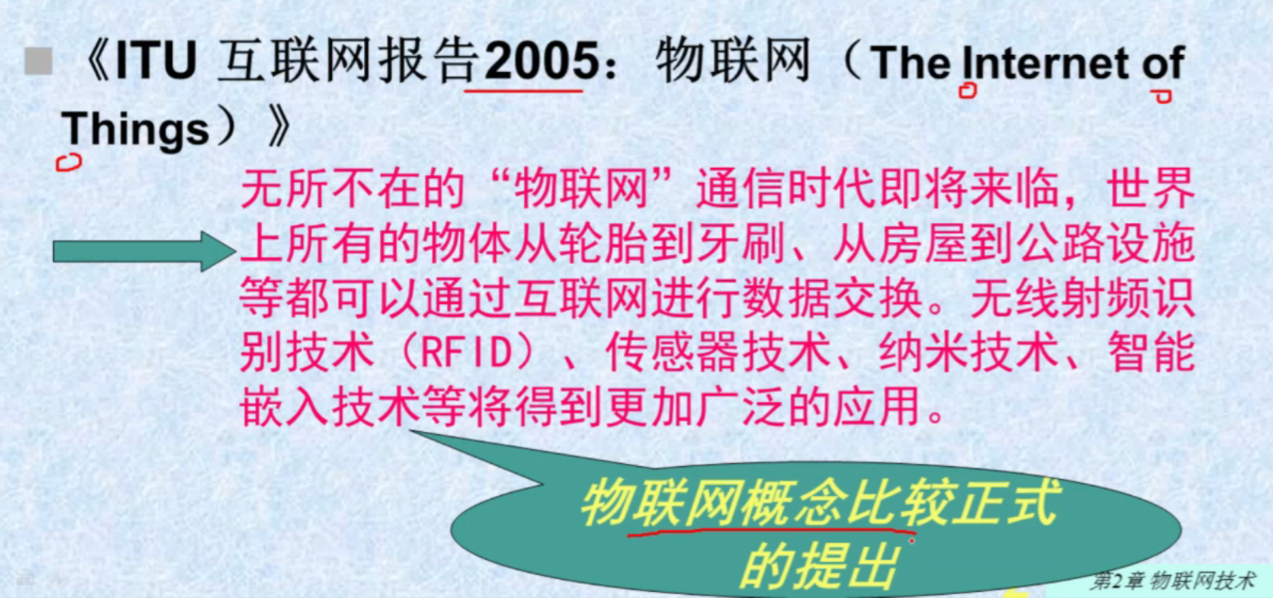 《ITU 互联网报告2005：物联网（The Internet of
Things）》
无所不在的“物联网”通信时代即将来临，世界
上所有的物体从轮胎到牙刷、从房屋到公路设施
等都可以通过互联网进行数据交换。无线射频识
别技术（RFID）、传感器技术、纳米技术、智能
嵌入技术等将得到更加广泛的应用。
物联网概念比较正式
的提出
第2章 物联网技术